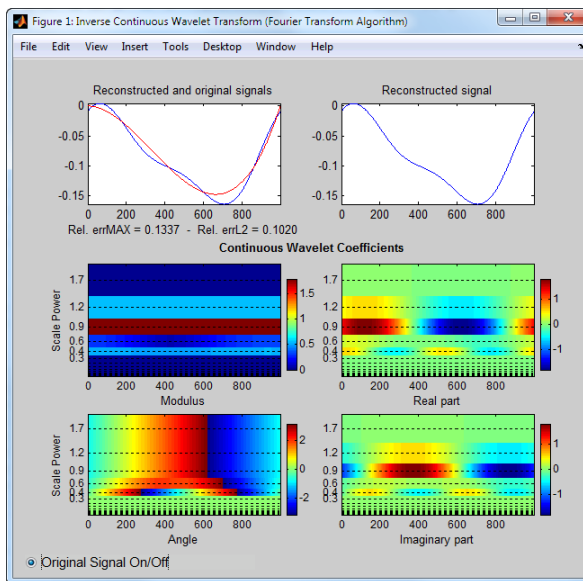 Figure 1: Inverse Continuous Wavelet Transform (Fourier Transform Algorithm)
File Edit View Insert Tools Desktop Window Help
Reconstructed and original signals
0
-0.05
-0.1
-0.15
0 200 400 600 800
Rel. errMAX = 0.1337 - Rel. errL2 = 0.1020
Reconstructed signal
0
-0.05
-0.1
-0.15
0 200 400 600 800
Continuous Wavelet Coefficients
Scale Power
1.7
1.2
0.9
0.6
0.4
0.3
0 200 400 600 800
Modulus
1.5
1
0.5
0
1.7
1.2
0.9
0.6
0.4
0.3
0 200 400 600 800
Real part
1
0
-1
Scale Power
1.7
1.2
0.9
0.6
0.4
0.3
0 200 400 600 800
Angle
2
0
-2
1.7
1.2
0.9
0.6
0.4
0.3
0 200 400 600 800
Imaginary part
1
0
-1
Original Signal On/Off